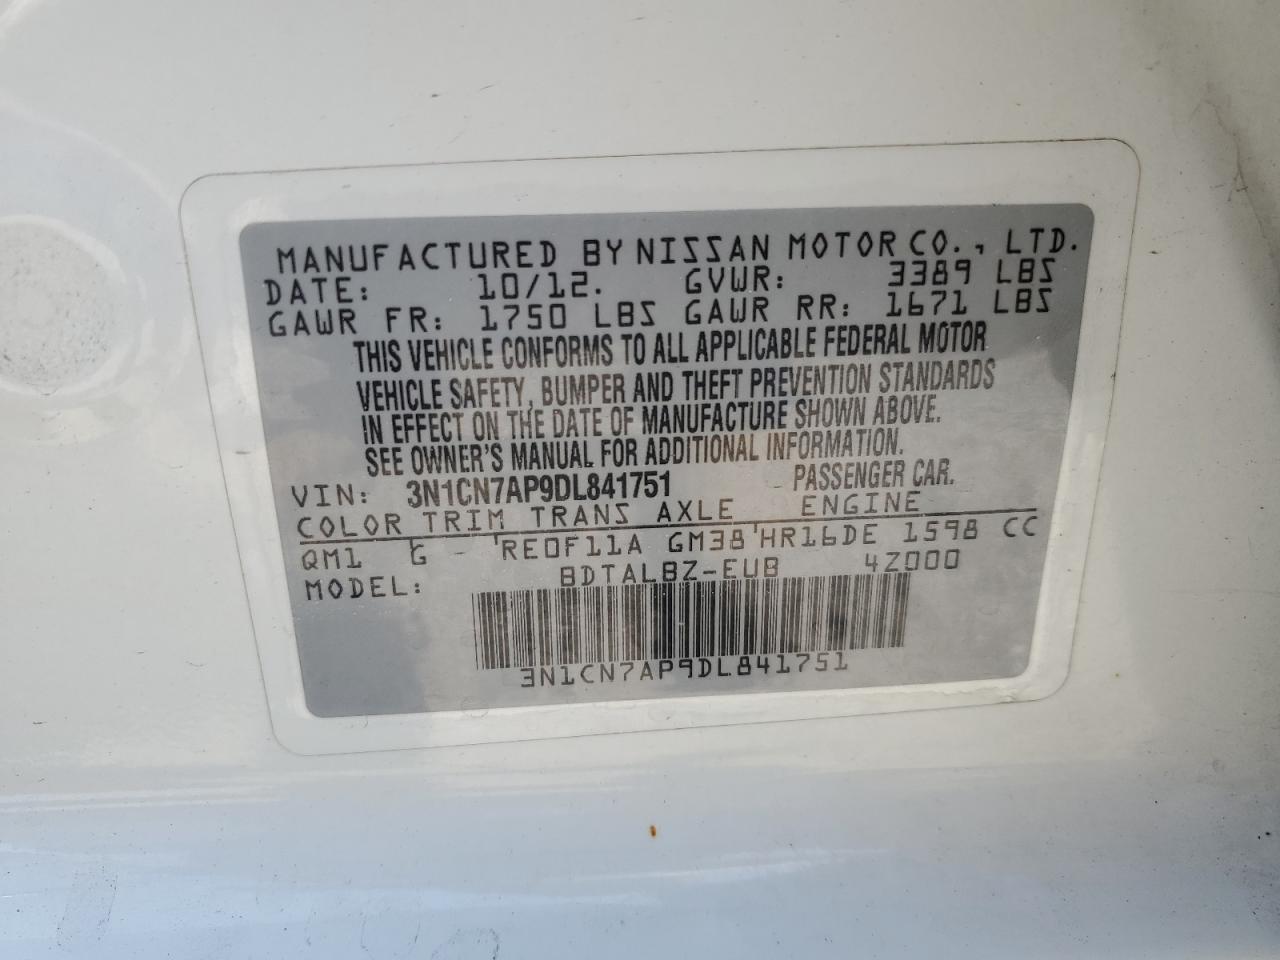 MANUFACTURED BY NISSAN MOTOR CO., LTD.
DATE: 10/12. GVWR: 3389 LBS
GAWR FR: 1750 LBS GAWR RR: 1671 LBS
THIS VEHICLE CONFORMS TO ALL APPLICABLE FEDERAL MOTOR
VEHICLE SAFETY, BUMPER AND THEFT PREVENTION STANDARDS
IN EFFECT ON THE DATE OF MANUFACTURE SHOWN ABOVE.
SEE OWNER'S MANUAL FOR ADDITIONAL INFORMATION.
VIN: 3N1CN7AP9DL841751 PASSENGER CAR.
COLOR TRIM TRANS AXLE ENGINE
QM1 G RE0F11A GM38 HR16DE 1598 CC
MODEL: BDTALBZ-EUB 4Z000
3N1CN7AP9DL841751